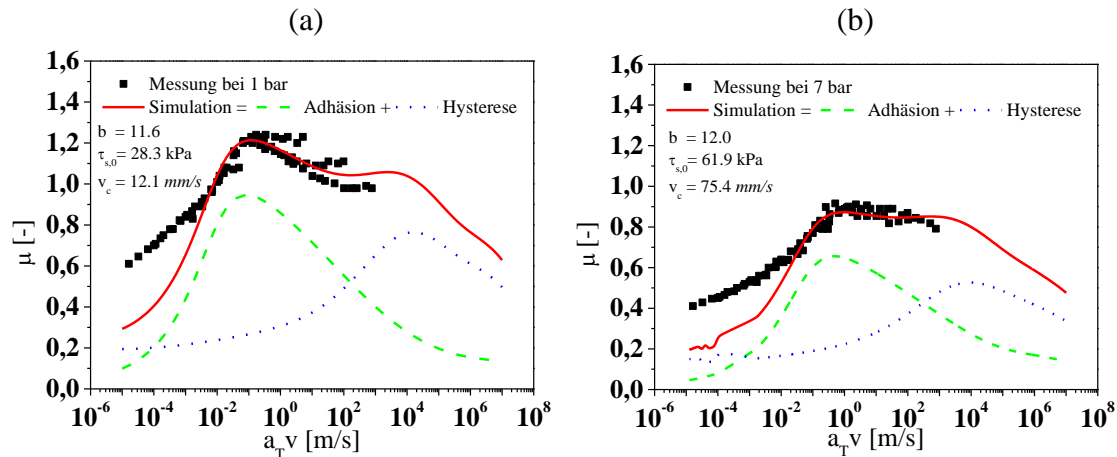 (a)
1,6
1,4
1,2
1,0
0,8
0,6
0,4
0,2
0,0
μ [-]
Messung bei 1 bar
Simulation = Adhäsion + Hysterese
b = 11.6
τs,0= 28.3 kPa
vc = 12.1 mm/s
10-6 10-4 10-2 100 102 104 106 108
aTv [m/s]
(b)
1,6
1,4
1,2
1,0
0,8
0,6
0,4
0,2
0,0
μ [-]
Messung bei 7 bar
Simulation = Adhäsion + Hysterese
b = 12.0
τs,0= 61.9 kPa
vc = 75.4 mm/s
10-6 10-4 10-2 100 102 104 106 108
aTv [m/s]